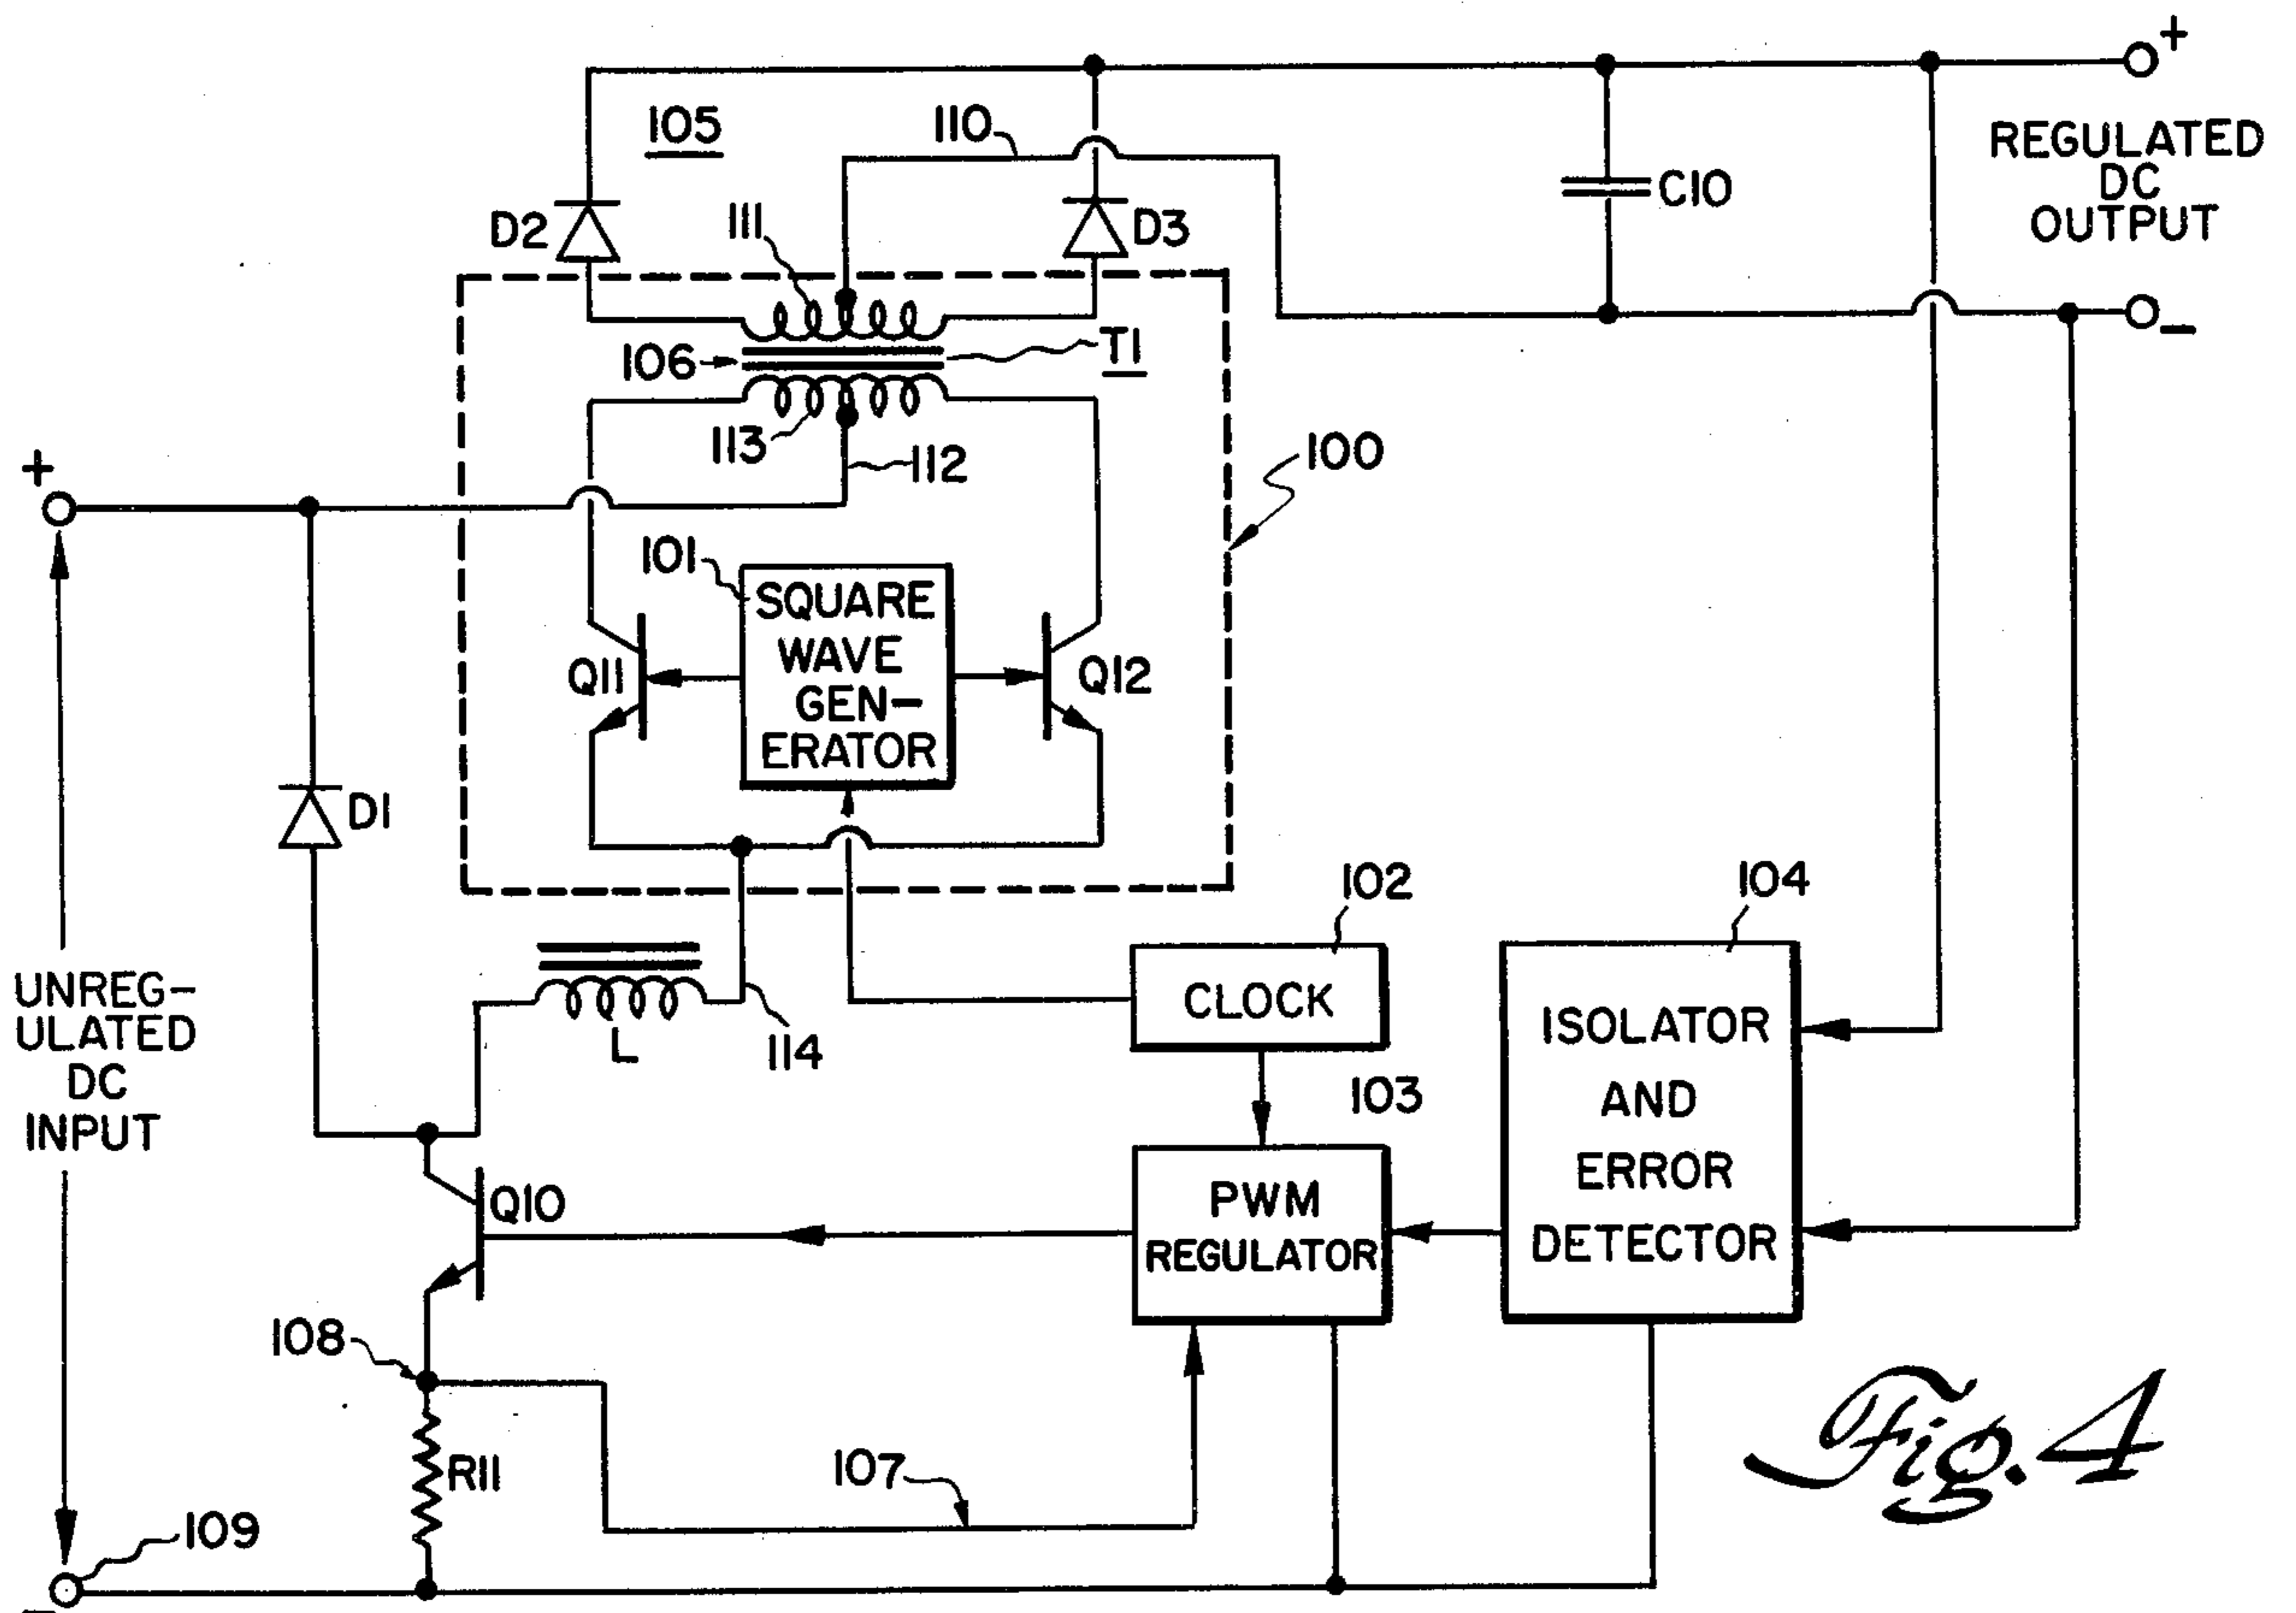 +
105
110
REGULATED
DC
OUTPUT
C10
D2
111
D3
106
T1
113
112
100
+
101
SQUARE
WAVE
GEN-
ERATOR
Q11
Q12
D1
102
104
UNREG-
ULATED
DC
INPUT
L
114
CLOCK
103
ISOLATOR
AND
ERROR
DETECTOR
Q10
PWM
REGULATOR
108
R11
107
109
Fig. 4